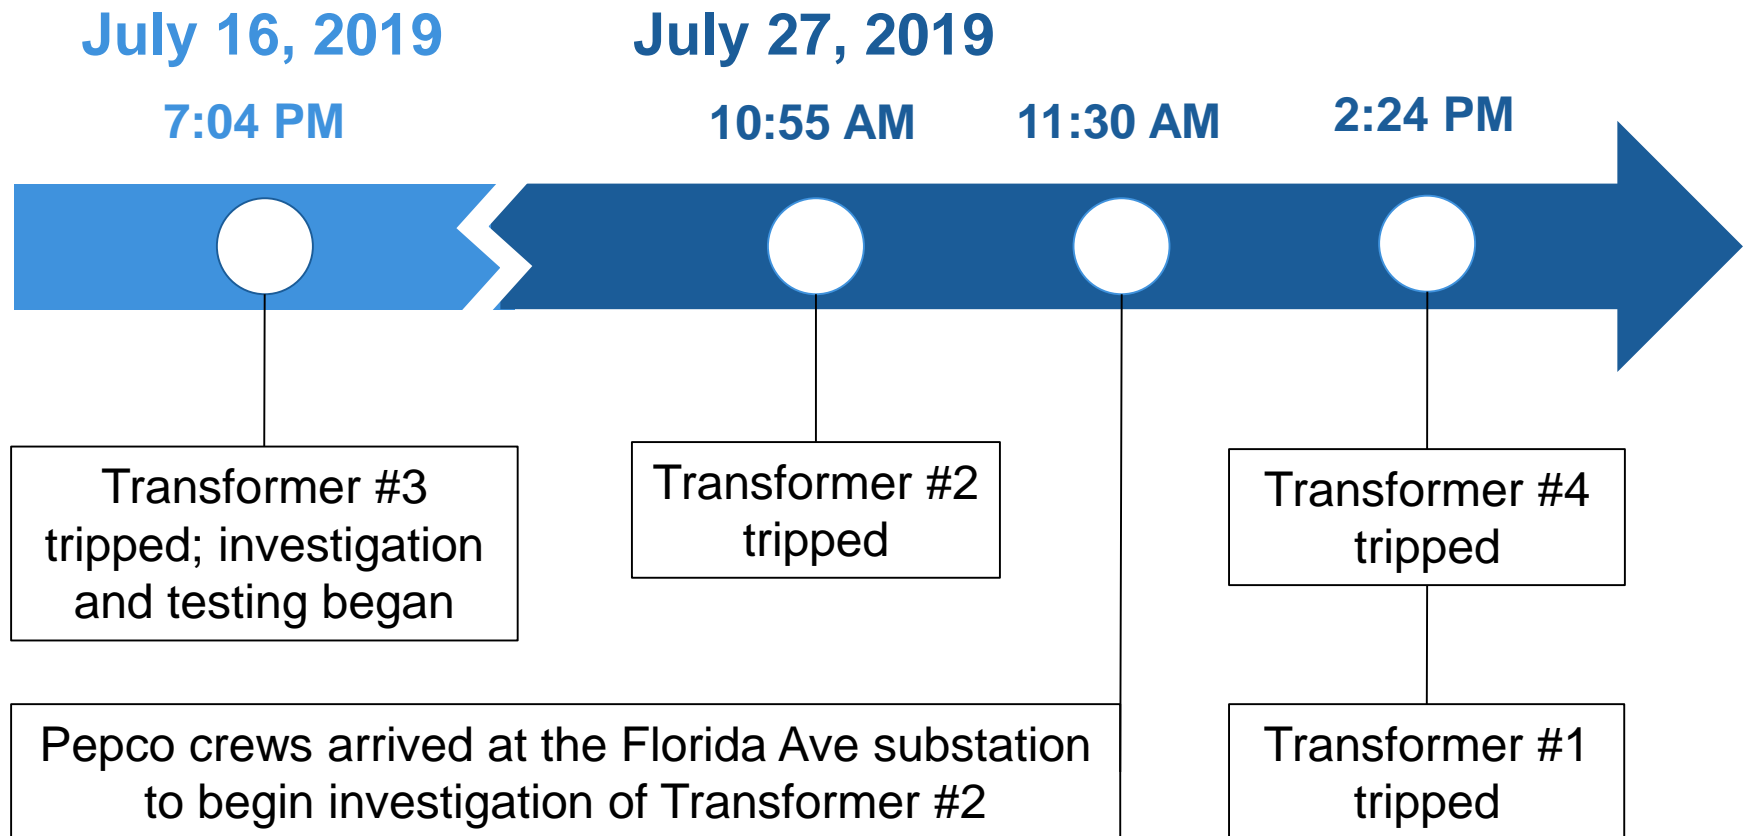 July 16, 2019
July 27, 2019
7:04 PM
10:55 AM
11:30 AM
2:24 PM
Transformer #3
tripped; investigation
and testing began
Transformer #2
tripped
Transformer #4
tripped
Pepco crews arrived at the Florida Ave substation
to begin investigation of Transformer #2
Transformer #1
tripped